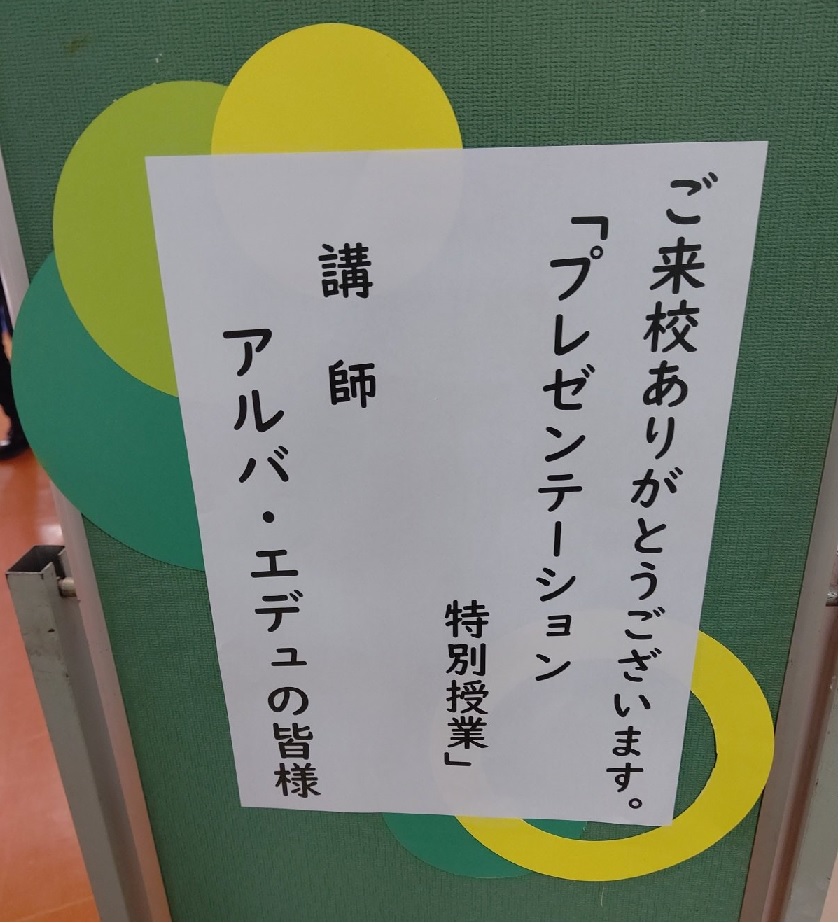 ご来校ありがとうございます。
「プレゼンテーション
特別授業」
講師
アルバ・エデュの皆様